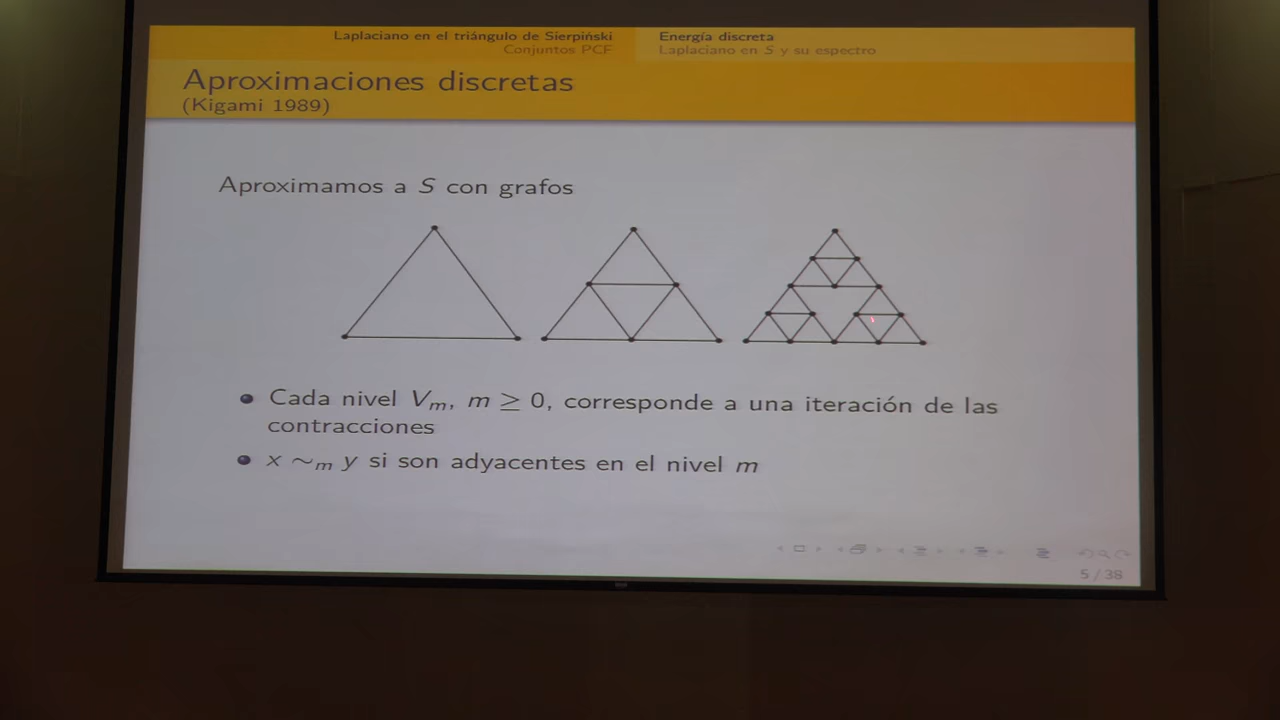 Laplaciano en el triángulo de Sierpiński
Conjuntos PCF
Energía discreta
Laplaciano en S y su espectro
Aproximaciones discretas
(Kigami 1989)
Aproximamos a S con grafos
Cada nivel Vₘ, m ≥ 0, corresponde a una iteración de las
contracciones
x ∼ₘ y si son adyacentes en el nivel m
5 / 38